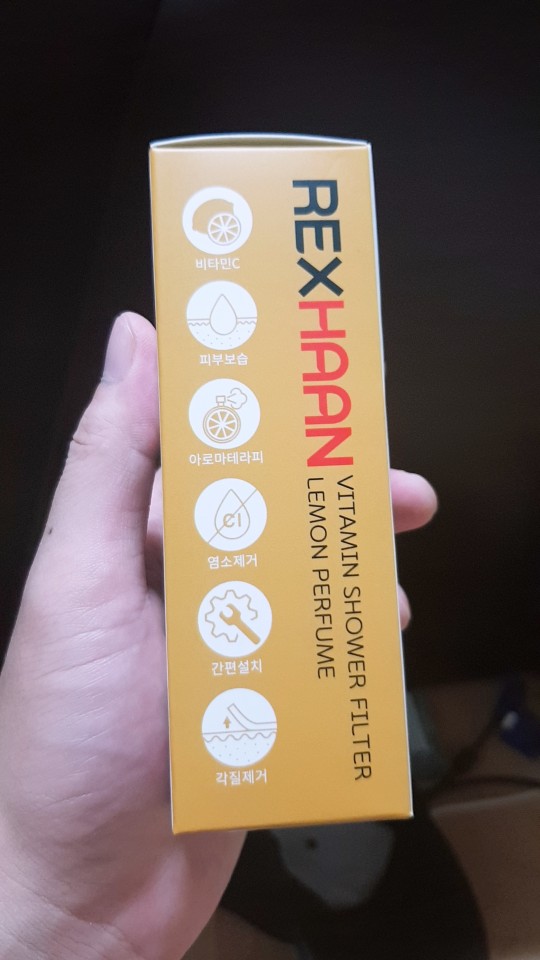 REXHAAN
VITAMIN SHOWER FILTER
LEMON PERFUME
비타민C
피부보습
아로마테라피
Cl
염소제거
간편설치
각질제거